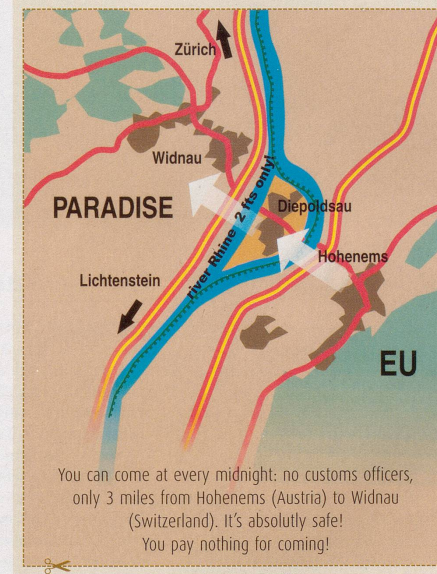 Zürich
Widnau
PARADISE
river Rhine 2 fts only!
Diepoldsau
Hohenems
Lichtenstein
EU
You can come at every midnight: no customs officers,
only 3 miles from Hohenems (Austria) to Widnau
(Switzerland). It's absolutly safe!
You pay nothing for coming!